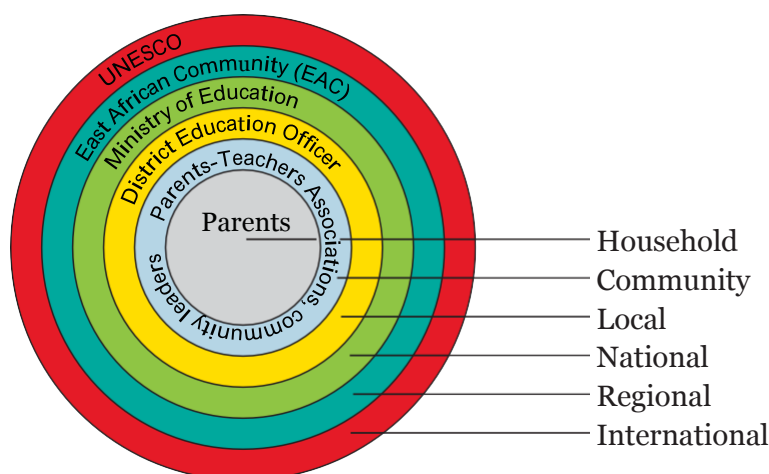 UNESCO
East African Community (EAC)
Ministry of Education
District Education Officer
Parents-Teachers Associations, community leaders
Parents
Household
Community
Local
National
Regional
International